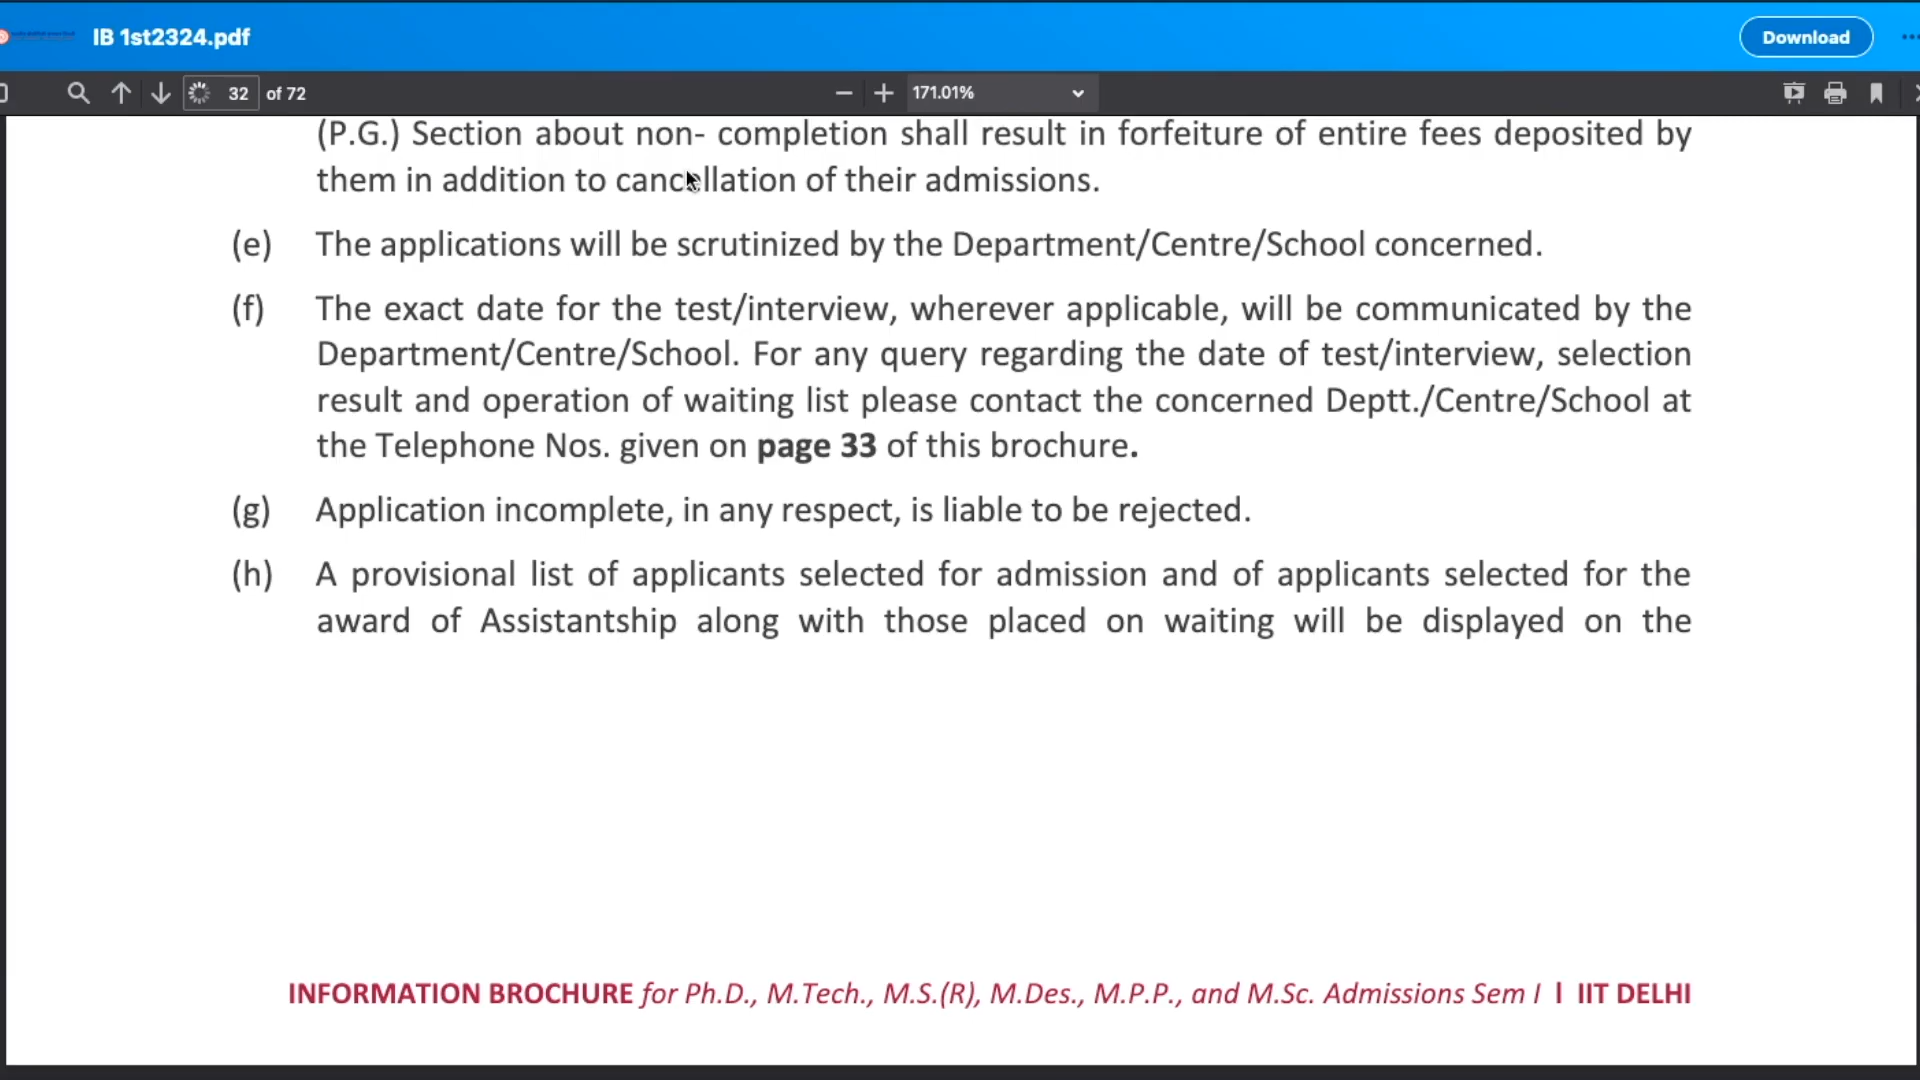 IB 1st2324.pdf
Download
32 of 72
171.01%
(P.G.) Section about non- completion shall result in forfeiture of entire fees deposited by
them in addition to cancellation of their admissions.
(e) The applications will be scrutinized by the Department/Centre/School concerned.
(f) The exact date for the test/interview, wherever applicable, will be communicated by the
Department/Centre/School. For any query regarding the date of test/interview, selection
result and operation of waiting list please contact the concerned Deptt./Centre/School at
the Telephone Nos. given on page 33 of this brochure.
(g) Application incomplete, in any respect, is liable to be rejected.
(h) A provisional list of applicants selected for admission and of applicants selected for the
award of Assistantship along with those placed on waiting will be displayed on the
INFORMATION BROCHURE for Ph.D., M.Tech., M.S.(R), M.Des., M.P.P., and M.Sc. Admissions Sem I | IIT DELHI